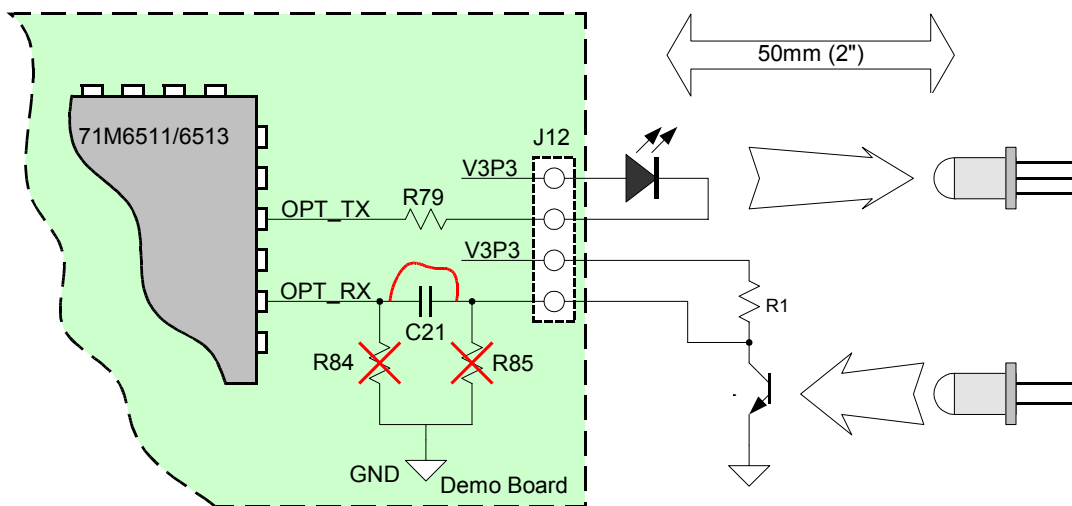 50mm (2")
71M6511/6513
J12
V3P3
R79
OPT_TX
V3P3
OPT_RX
R1
C21
R84
R85
GND
Demo Board